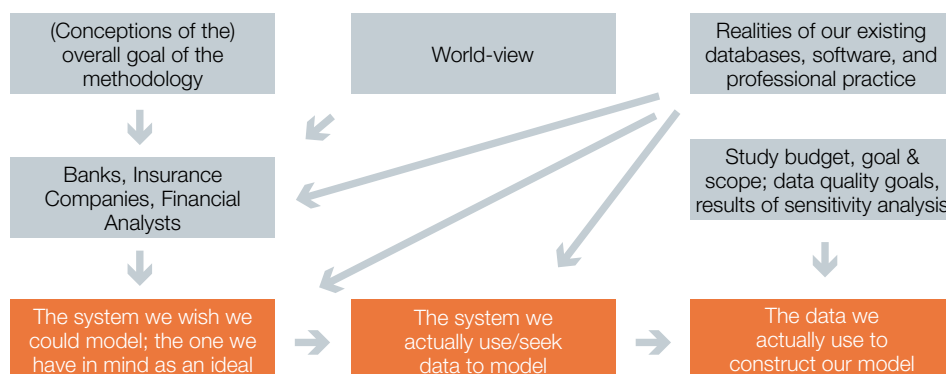 (Conceptions of the)
overall goal of the
methodology
World-view
Realities of our existing
databases, software, and
professional practice
Banks, Insurance
Companies, Financial
Analysts
Study budget, goal &
scope; data quality goals,
results of sensitivity analysis
The system we wish we
could model; the one we
have in mind as an ideal
The system we
actually use/seek
data to model
The data we
actually use to
construct our model